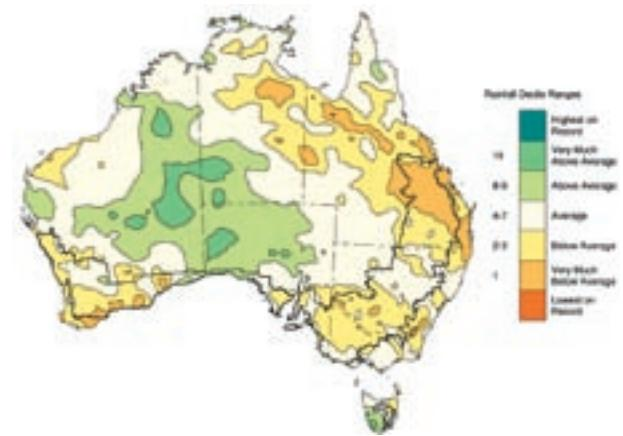 Rainfall Decile Ranges
Highest on
Record
10
Very Much
Above Average
8-9
Above Average
4-7
Average
2-3
Below Average
1
Very Much
Below Average
Lowest on
Record